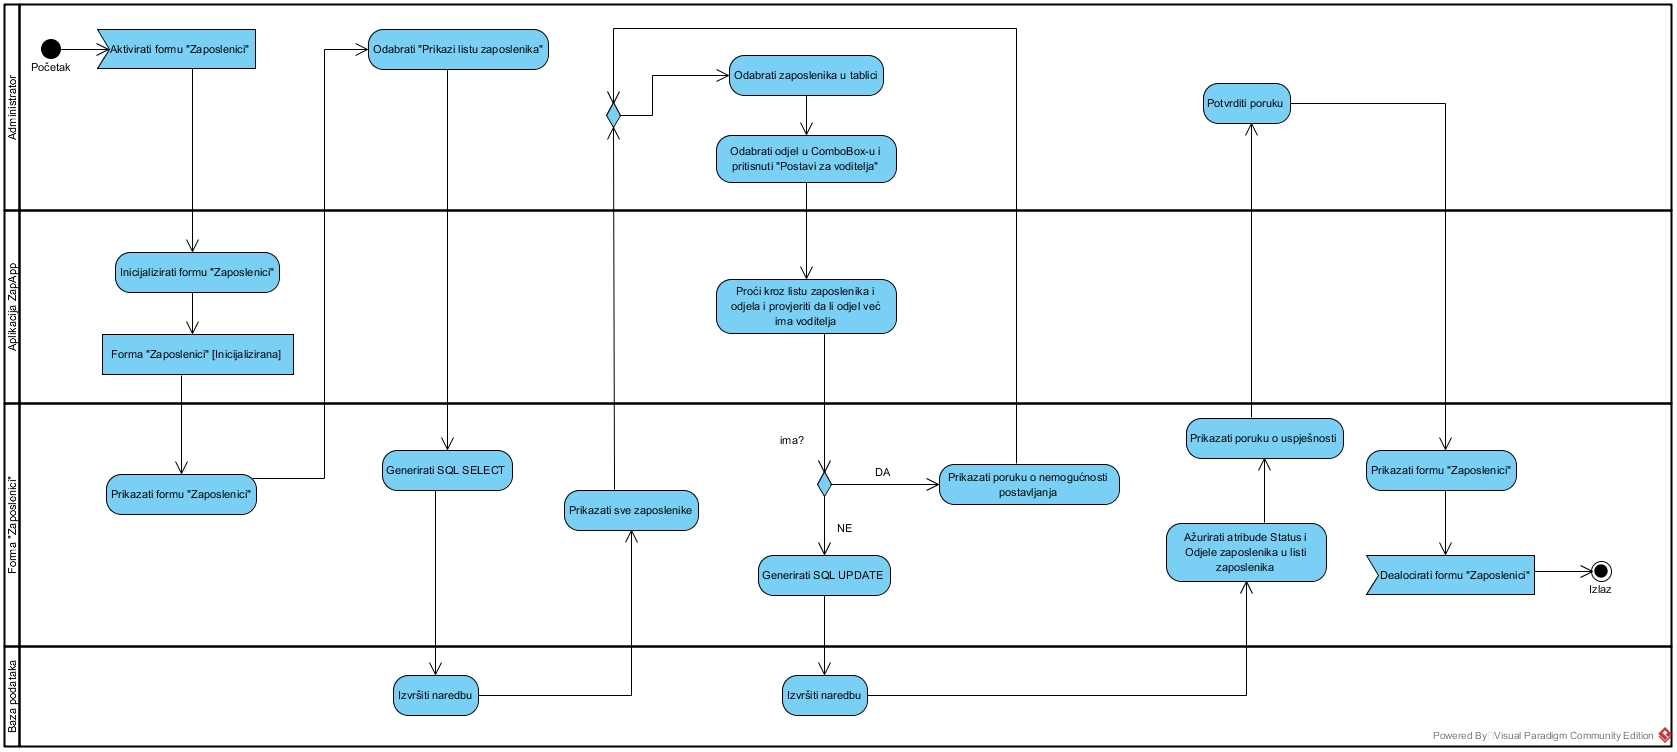 Administrator
Početak
Aktivirati formu "Zaposlenici"
Odabrati "Prikazi listu zaposlenika"
Odabrati zaposlenika u tablici
Odabrati odjel u ComboBox-u i
pritisnuti "Postavi za voditelja"
Potvrditi poruku
Aplikacija ZapApp
Inicijalizirati formu "Zaposlenici"
Forma "Zaposlenici" [Inicijalizirana]
Proći kroz listu zaposlenika i
odjela i provjeriti da li odjel već
ima voditelja
Forma "Zaposlenici"
Prikazati formu "Zaposlenici"
Generirati SQL SELECT
Prikazati sve zaposlenike
ima?
DA
NE
Prikazati poruku o nemogućnosti
postavljanja
Generirati SQL UPDATE
Prikazati poruku o uspješnosti
Ažurirati atribude Status i
Odjele zaposlenika u listi
zaposlenika
Prikazati formu "Zaposlenici"
Dealocirati formu "Zaposlenici"
Izlaz
Baza podataka
Izvršiti naredbu
Izvršiti naredbu
Powered By Visual Paradigm Community Edition